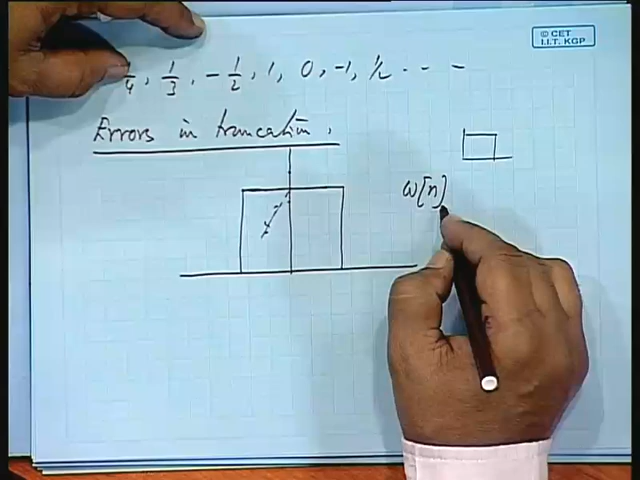 © CET
I.I.T. KGP
1/4, 1/3, -1/2, 1, 0, -1, 1/2 - - - -
Errors in truncation.
ω[n]